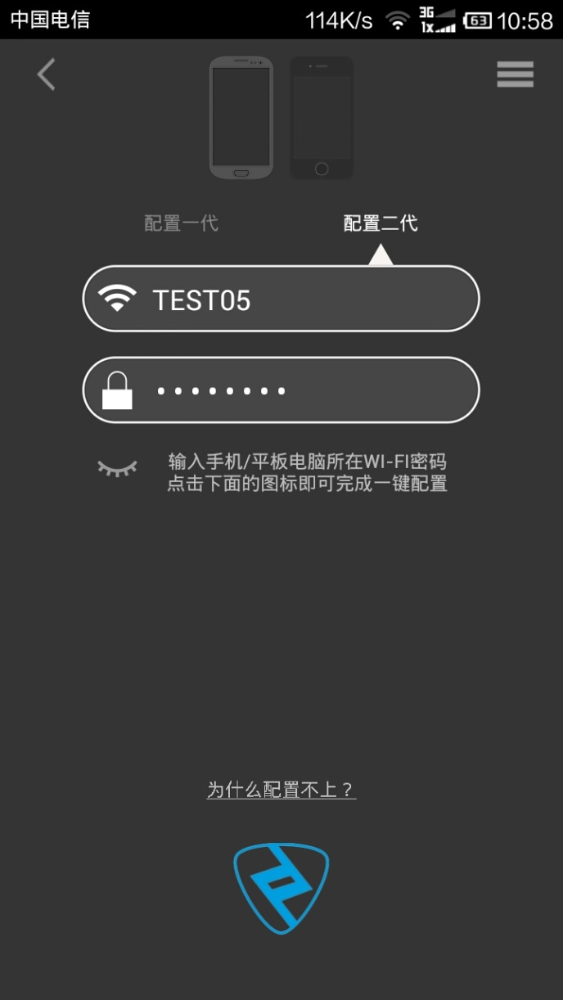 中国电信 114K/s 3G 1x 63 10:58
配置一代 配置二代
TEST05
••••••••
输入手机/平板电脑所在WI-FI密码
点击下面的图标即可完成一键配置
为什么配置不上？